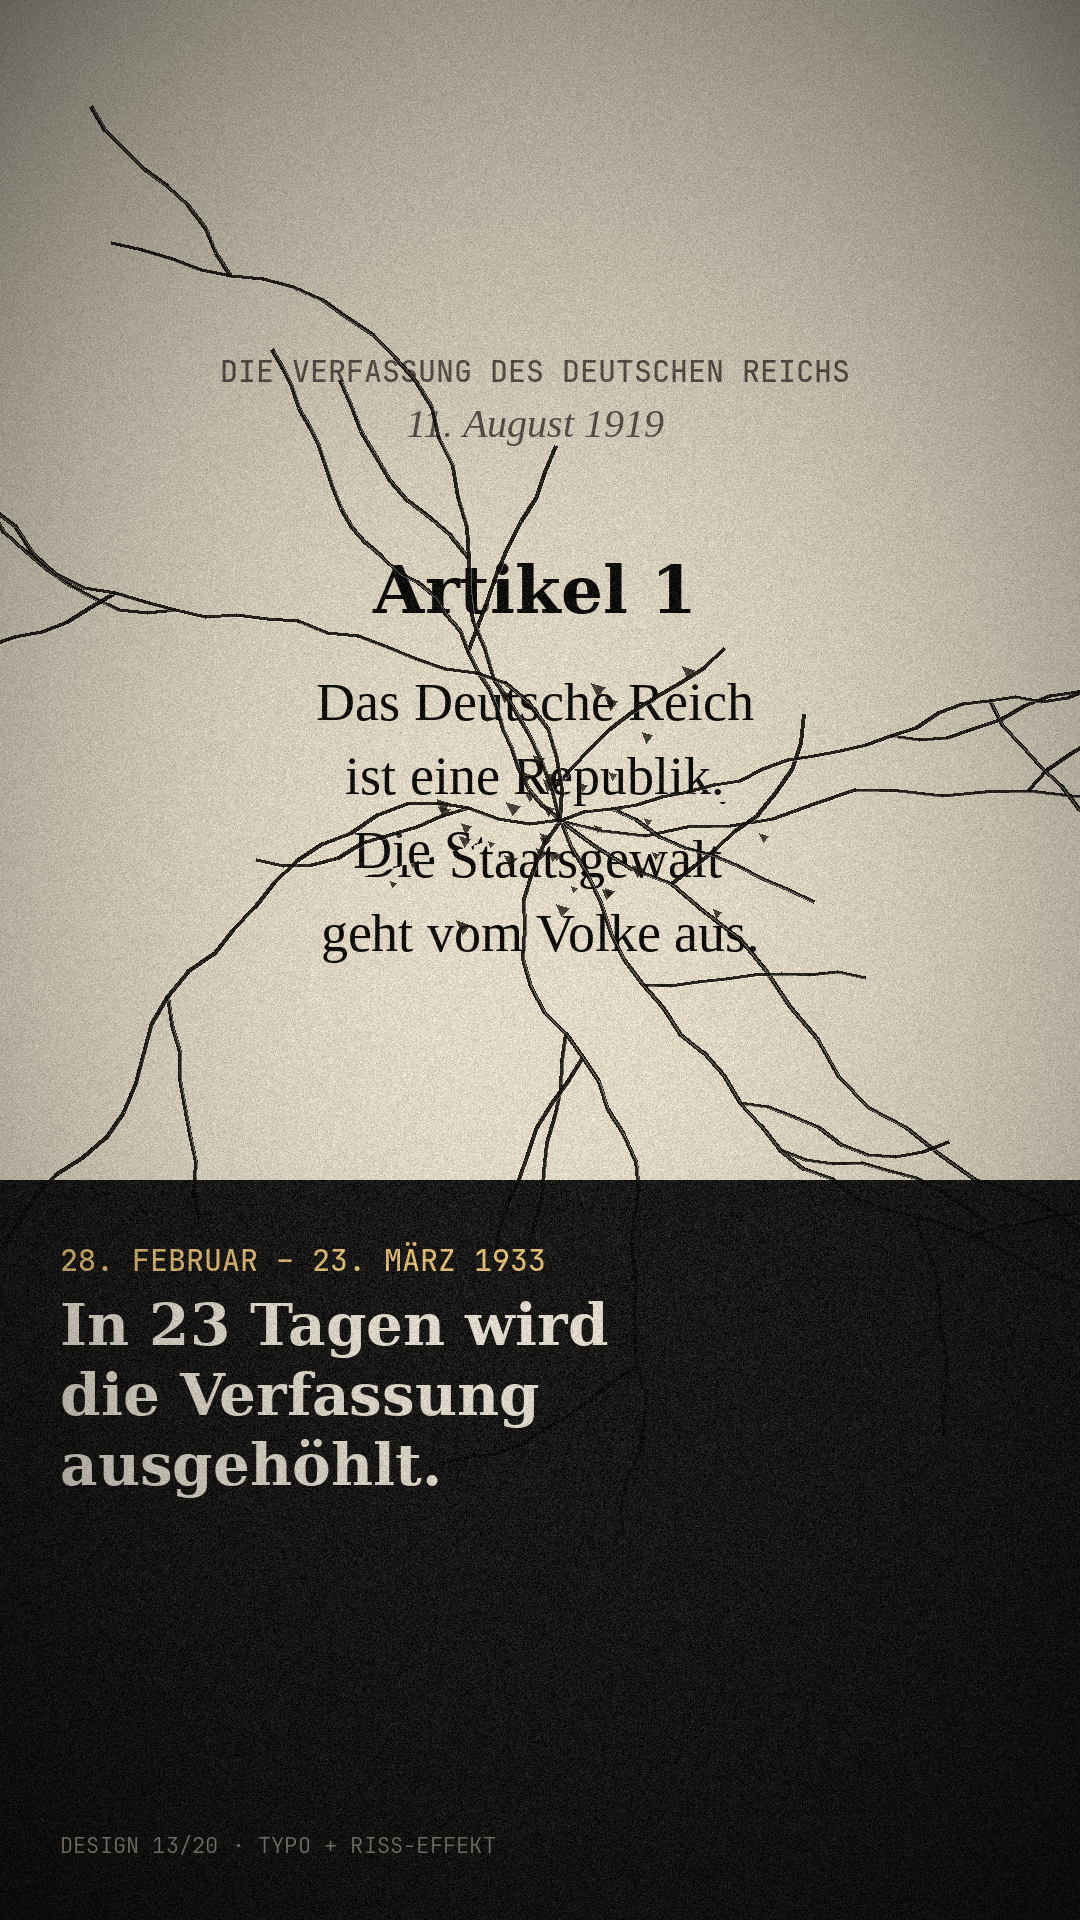 DIE VERFASSUNG DES DEUTSCHEN REICHS
11. August 1919
Artikel 1
Das Deutsche Reich
ist eine Republik.
Die Staatsgewalt
geht vom Volke aus.
28. FEBRUAR – 23. MÄRZ 1933
In 23 Tagen wird
die Verfassung
ausgehöhlt.
DESIGN 13/20 · TYPO + RISS-EFFEKT